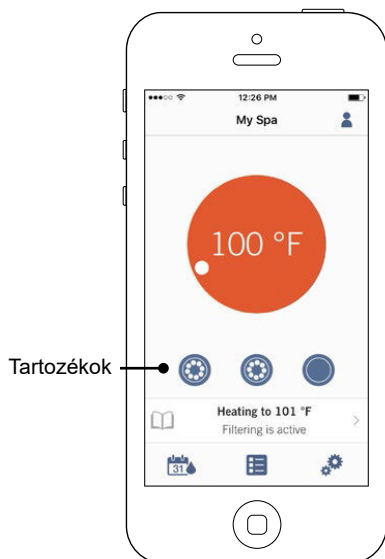 12:26 PM
My Spa
100 °F
Tartozékok
Heating to 101 °F
Filtering is active
31